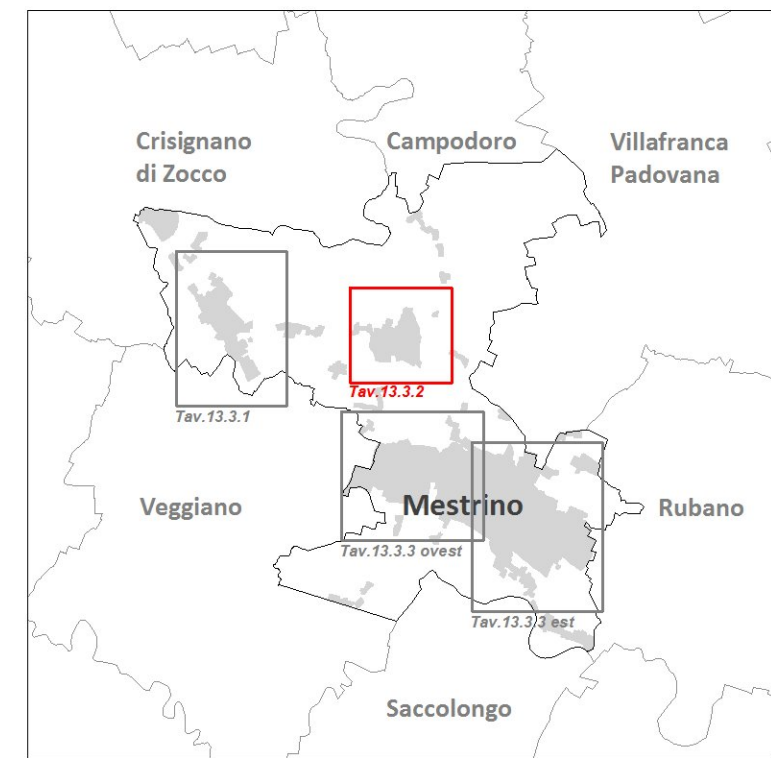 Crisignano
di Zocco
Campodoro
Villafranca
Padovana
Tav.13.3.1
Tav.13.3.2
Veggiano
Mestrino
Rubano
Tav.13.3.3 ovest
Tav.13.3.3 est
Saccolongo